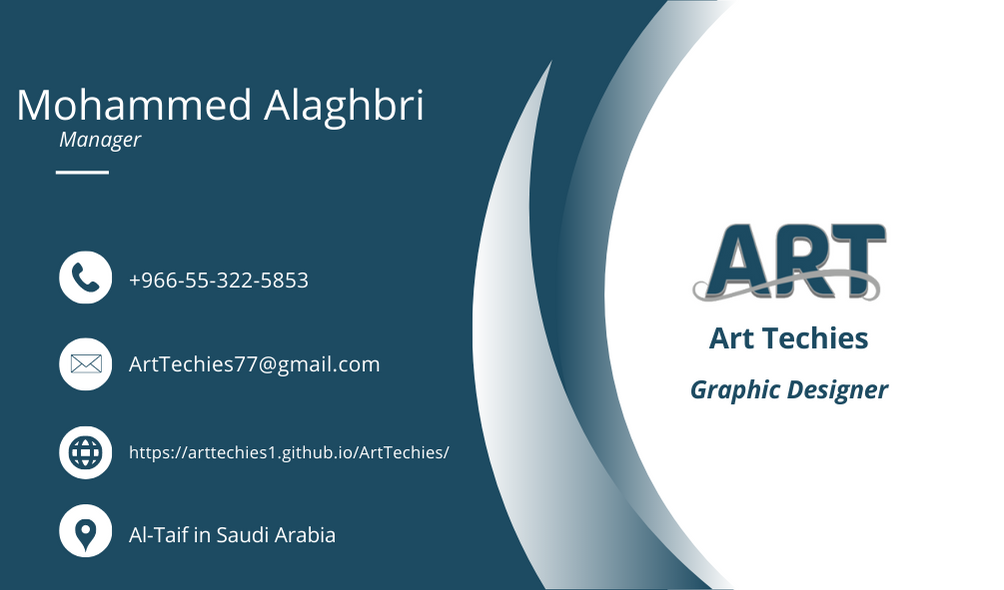 Mohammed Alaghbri
Manager
+966-55-322-5853
ArtTechies77@gmail.com
https://arttechies1.github.io/ArtTechies/
Al-Taif in Saudi Arabia
ART
Art Techies
Graphic Designer